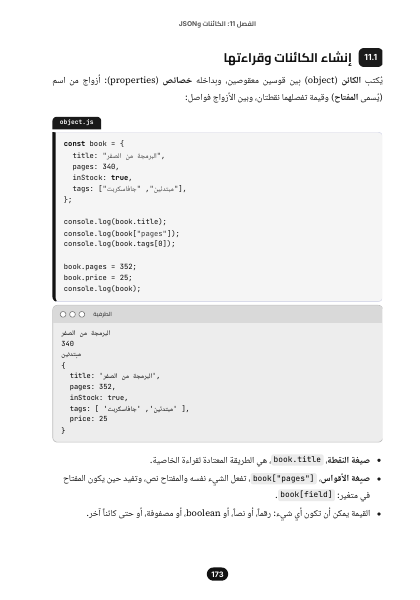 الفصل 11: الكائنات وJSON
11.1 إنشاء الكائنات وقراءتها
يُكتب الكائن (object) بين قوسين معقوصين، وبداخله خصائص (properties): أزواج من اسم
(يُسمى المفتاح) وقيمة تفصلهما نقطتان، وبين الأزواج فواصل:
object.js
const book = {
title: "البرمجة من الصفر",
pages: 340,
inStock: true,
tags: ["مبتدئين", "جافاسكربت"],
};
console.log(book.title);
console.log(book["pages"]);
console.log(book.tags[0]);
book.pages = 352;
book.price = 25;
console.log(book);
الطرفية
البرمجة من الصفر
340
مبتدئين
{
title: 'البرمجة من الصفر',
pages: 352,
inStock: true,
tags: [ 'مبتدئين', 'جافاسكربت' ],
price: 25
}
• صيغة النقطة، book.title، هي الطريقة المعتادة لقراءة الخاصية.
• صيغة الأقواس، book["pages"]، تفعل الشيء نفسه والمفتاح نص، وتفيد حين يكون المفتاح
في متغير: book[field].
• القيمة يمكن أن تكون أي شيء: رقماً، أو نصاً، أو boolean، أو مصفوفة، أو حتى كائناً آخر.
173